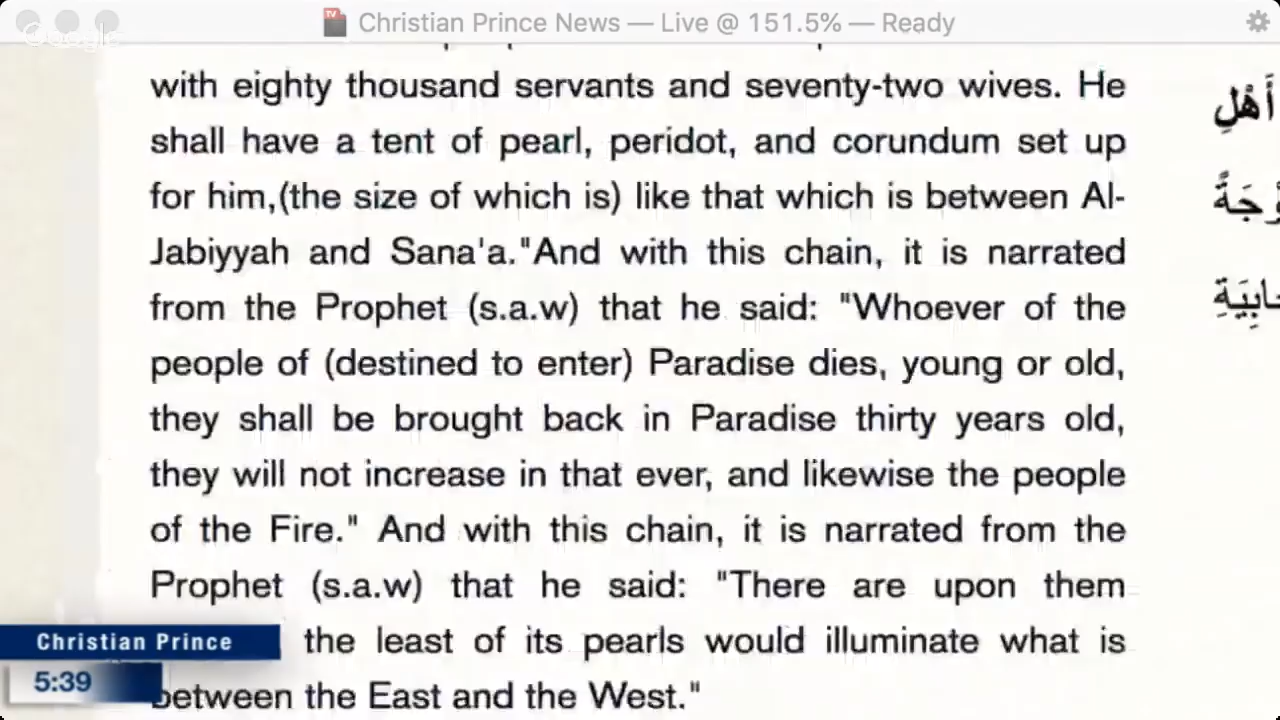 Christian Prince News — Live @ 151.5% — Ready
Google
with eighty thousand servants and seventy-two wives. He
shall have a tent of pearl, peridot, and corundum set up
for him,(the size of which is) like that which is between Al-
Jabiyyah and Sana'a."And with this chain, it is narrated
from the Prophet (s.a.w) that he said: "Whoever of the
people of (destined to enter) Paradise dies, young or old,
they shall be brought back in Paradise thirty years old,
they will not increase in that ever, and likewise the people
of the Fire." And with this chain, it is narrated from the
Prophet (s.a.w) that he said: "There are upon them
the least of its pearls would illuminate what is
between the East and the West."
أَهْلِ
Christian Prince
5:39